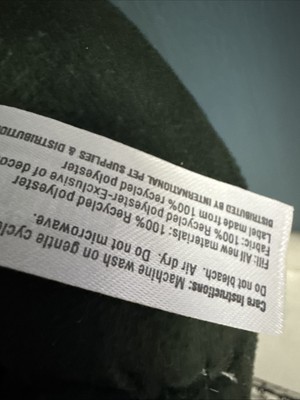 Care Instructions: Machine wash on gentle cycle
Do not bleach. Air dry. Do not microwave.
Fill: All new materials: 100% Recycled polyester
Fabric: 100% Recycled polyester-Exclusive of deco
Label made from 100% recycled polyester
DISTRIBUTED BY INTERNATIONAL PET SUPPLIES & DISTRIBUTION